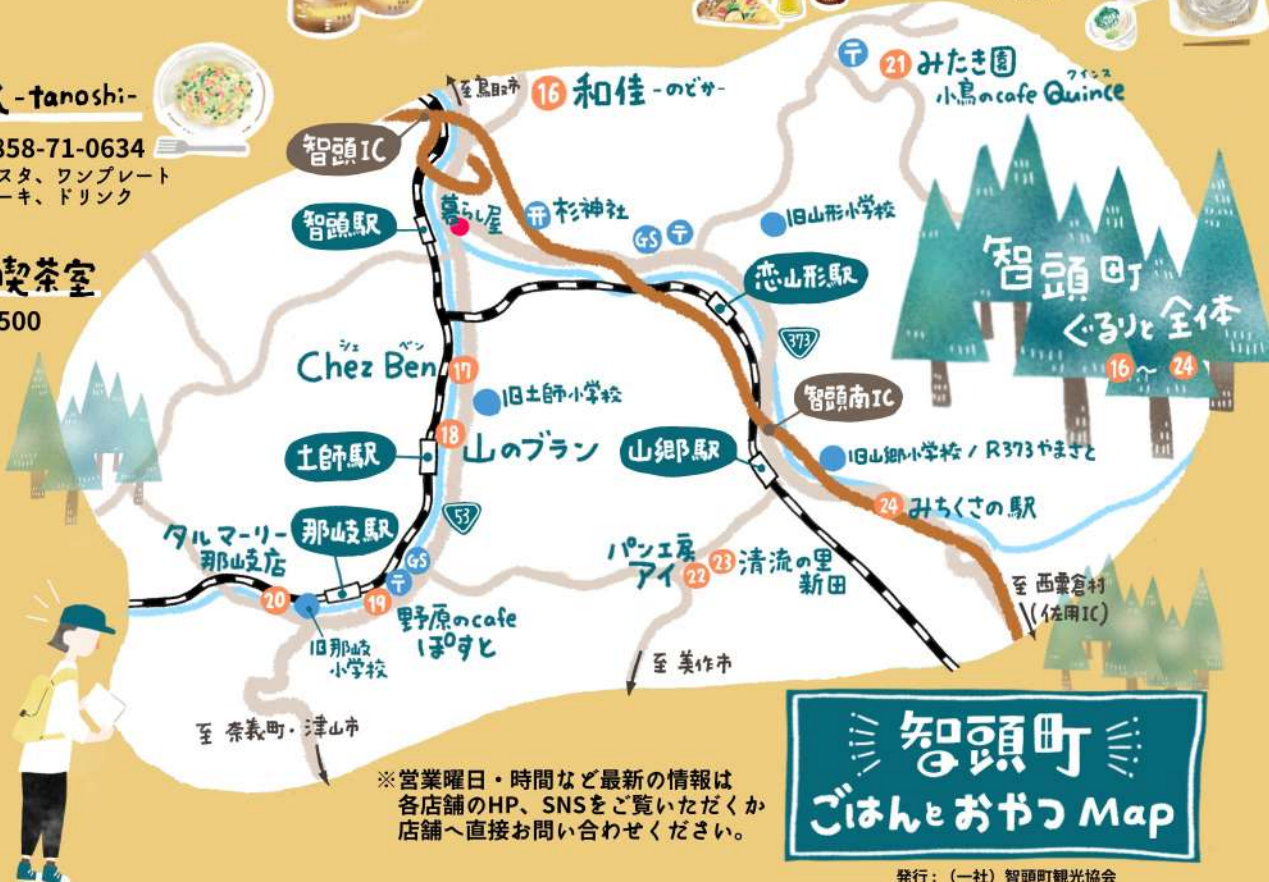 -tanoshi-
858-71-0634
スタ、ワンプレート
ーキ、ドリンク
喫茶室
500
至 鳥取市
16 和佳 -のどか-
〒 21 みたき園
小鳥のcafe Quince
クインス
智頭IC
智頭駅
暮らし屋
杉神社
GS 〒
旧山形小学校
恋山形駅
智頭町
ぐるりと全体
16 ~ 24
373
シェ ベン
Chez Ben 17
旧土師小学校
智頭南IC
18 山のブラン
土師駅
山郷駅
旧山郷小学校 / R373 やまさと
24 みちくさの駅
53
タルマーリー
那岐店
那岐駅
GS
〒
パン工房
アイ 22
23 清流の里
新田
20
19 野原のcafe
ぽすと
旧那岐
小学校
至 西粟倉村
(佐用IC)
至 美作市
至 奈義町・津山市
※営業曜日・時間など最新の情報は
各店舗のHP、SNSをご覧いただくか
店舗へ直接お問い合わせください。
智頭町
ごはんとおやつ Map
発行：（一社）智頭町観光協会